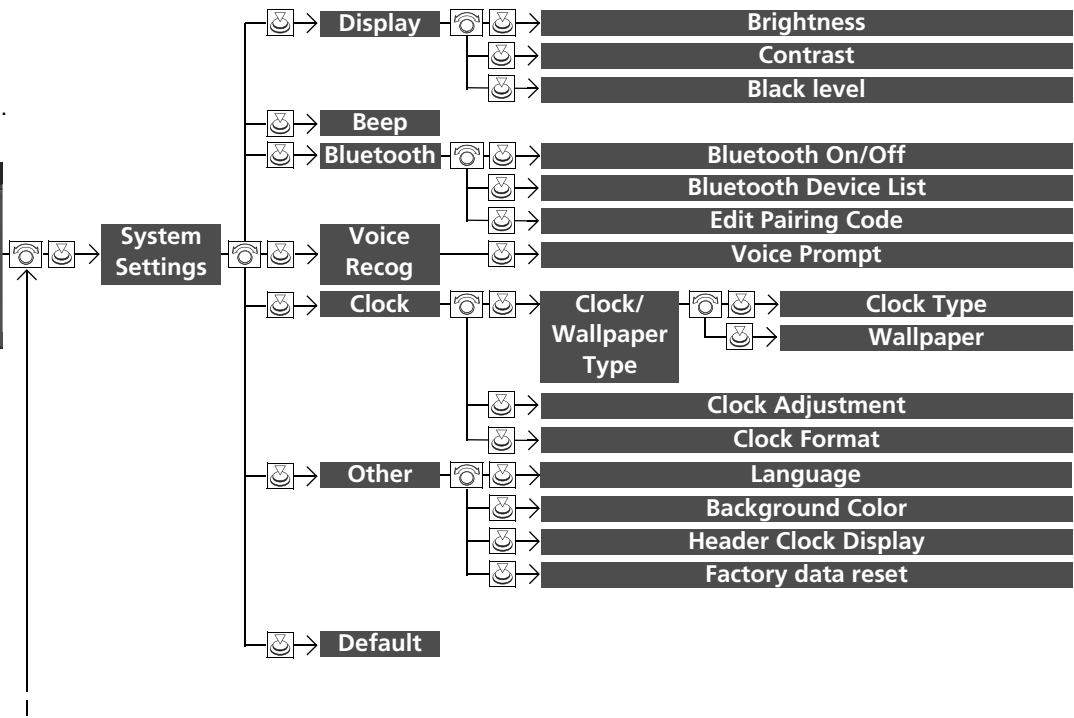 Display
Brightness
Contrast
Black level
Beep
Bluetooth
Bluetooth On/Off
Bluetooth Device List
Edit Pairing Code
System
Settings
Voice
Recog
Voice Prompt
Clock
Clock/
Wallpaper
Type
Clock Type
Wallpaper
Clock Adjustment
Clock Format
Other
Language
Background Color
Header Clock Display
Factory data reset
Default